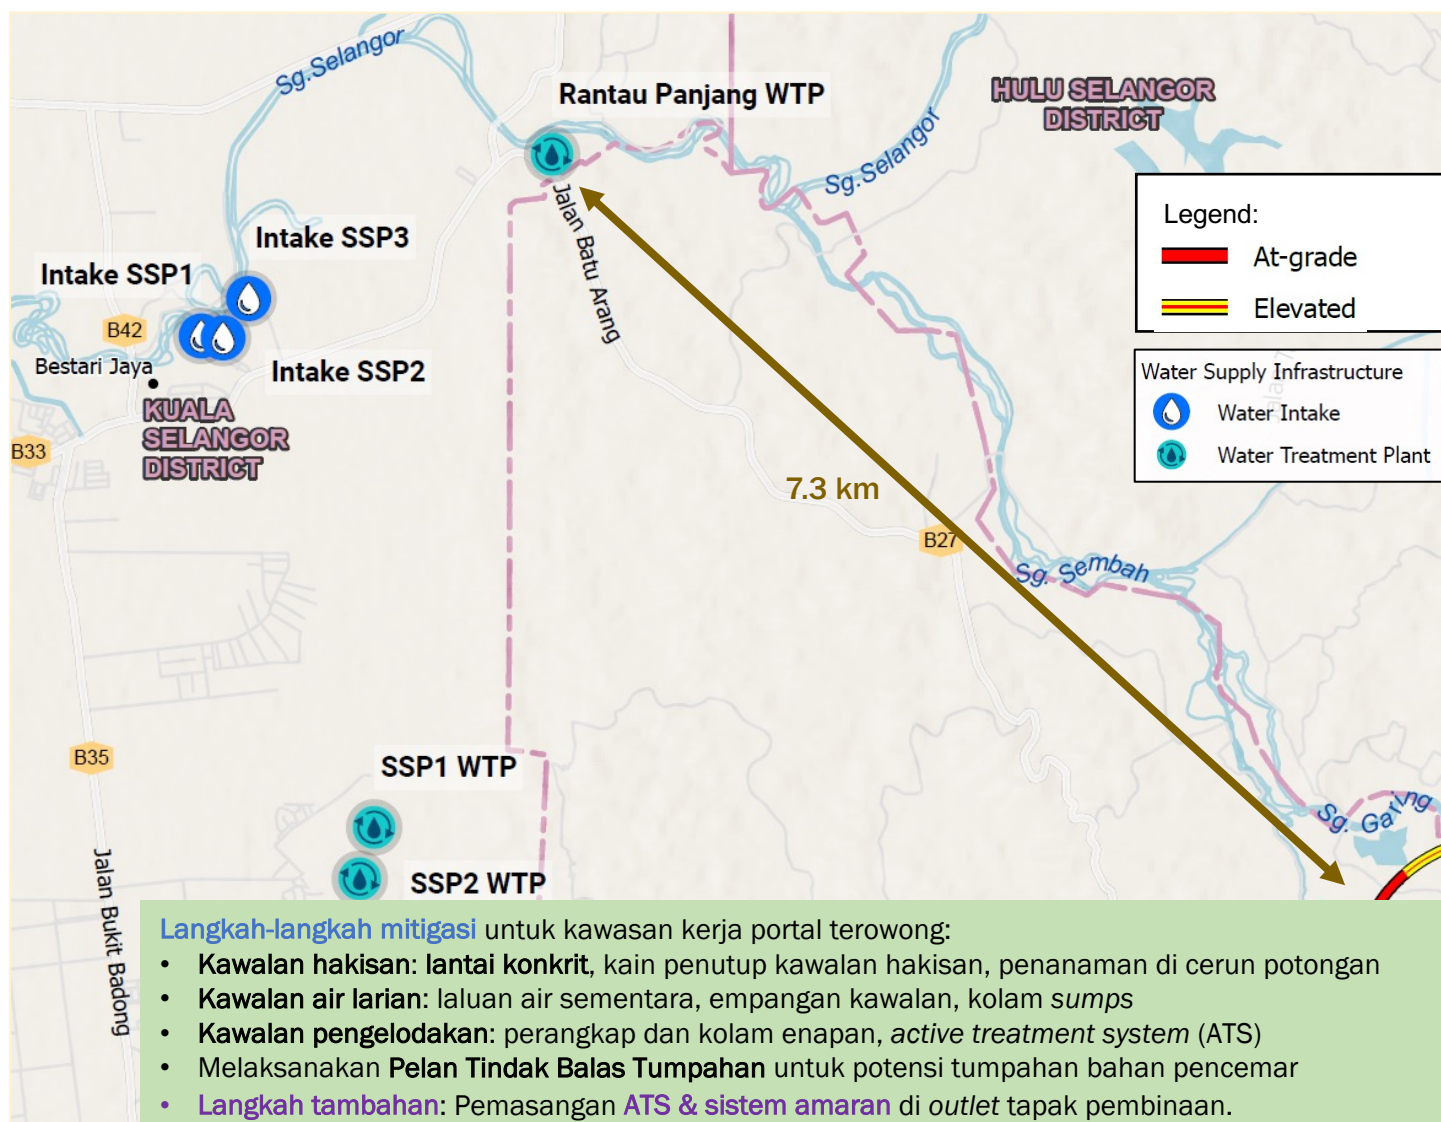 Sg.Selangor
Rantau Panjang WTP
HULU SELANGOR
DISTRICT
Sg.Selangor
Legend:
At-grade
Elevated
Jalan Batu Arang
Intake SSP3
Intake SSP1
B42
Bestari Jaya
Intake SSP2
Water Supply Infrastructure
Water Intake
Water Treatment Plant
KUALA
SELANGOR
DISTRICT
B33
7.3 km
B27
Sg. Sembah
B35
SSP1 WTP
Sg. Garing
SSP2 WTP
Jalan Bukit Badong
Langkah-langkah mitigasi untuk kawasan kerja portal terowong:
• Kawalan hakisan: lantai konkrit, kain penutup kawalan hakisan, penanaman di cerun potongan
• Kawalan air larian: laluan air sementara, empangan kawalan, kolam sumps
• Kawalan pengelodakan: perangkap dan kolam enapan, active treatment system (ATS)
• Melaksanakan Pelan Tindak Balas Tumpahan untuk potensi tumpahan bahan pencemar
• Langkah tambahan: Pemasangan ATS & sistem amaran di outlet tapak pembinaan.